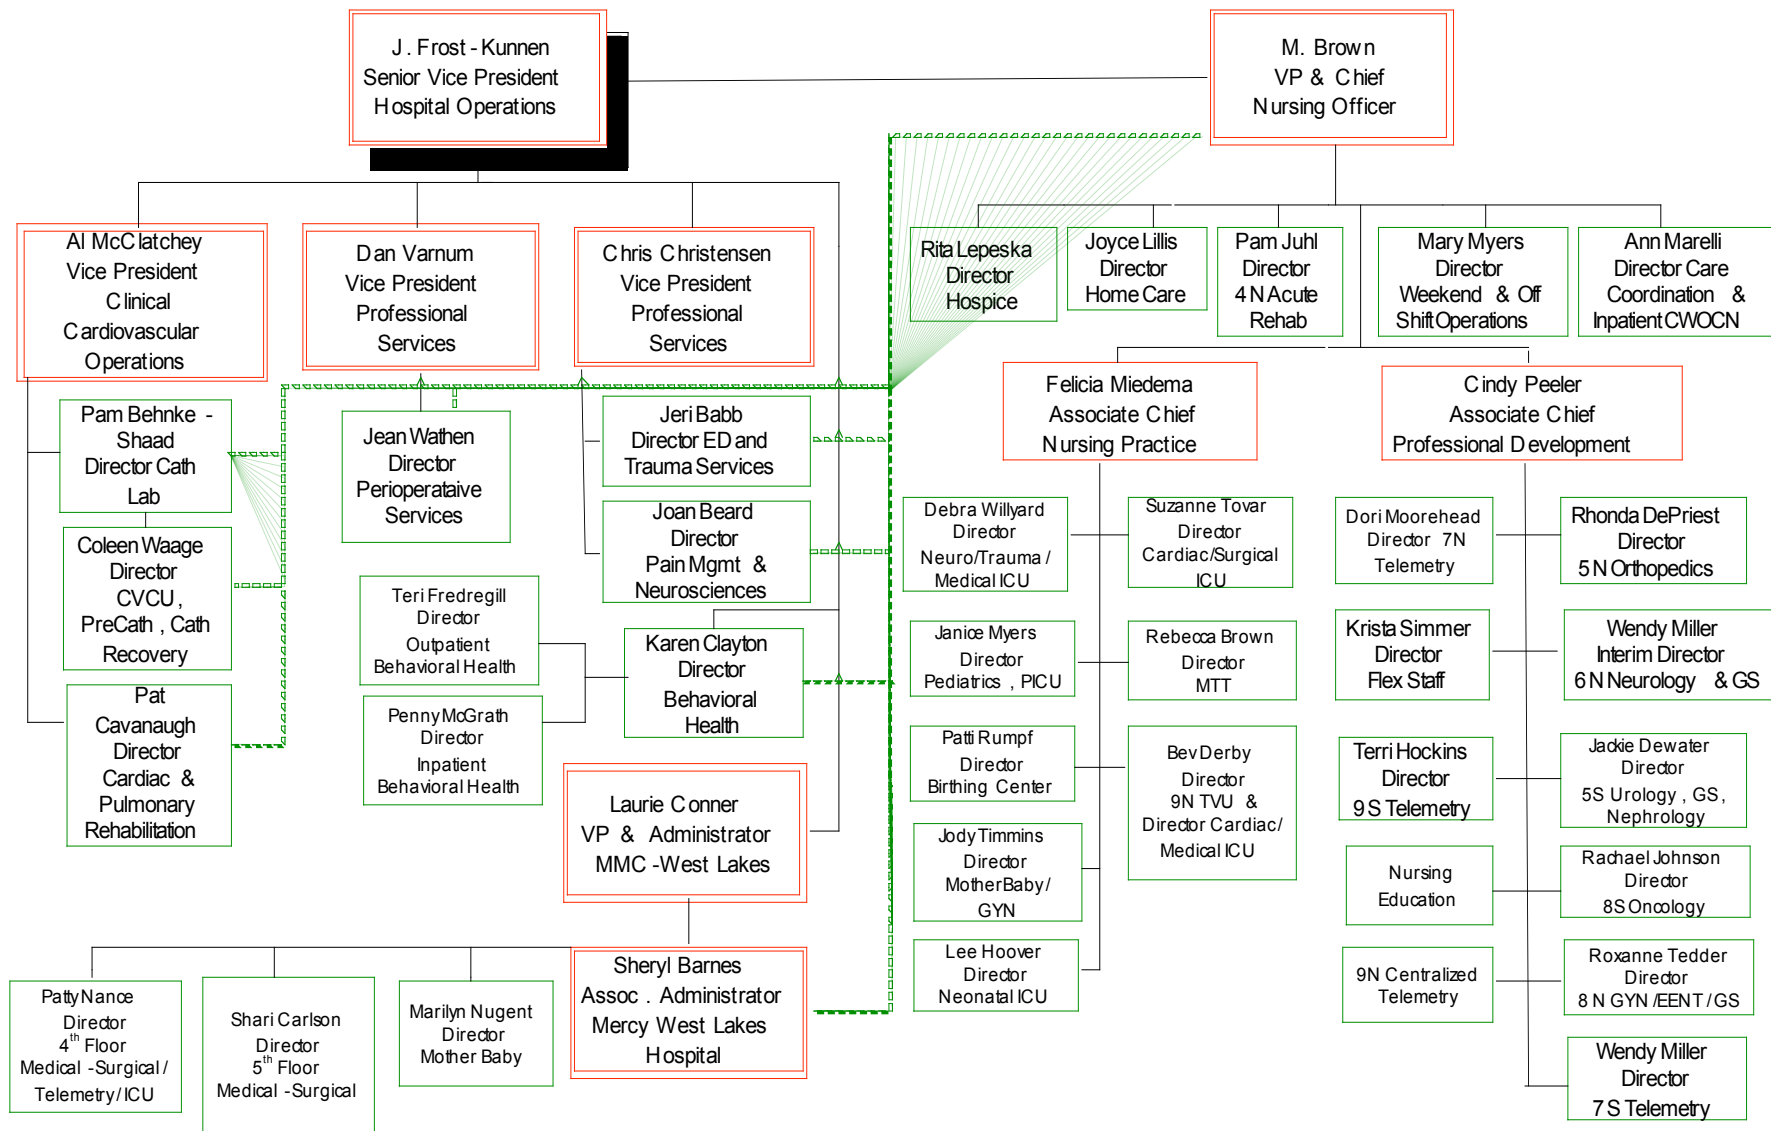 J. Frost - Kunnen
Senior Vice President
Hospital Operations
M. Brown
VP & Chief
Nursing Officer
Al McClatchey
Vice President
Clinical
Cardiovascular
Operations
Dan Varnum
Vice President
Professional
Services
Chris Christensen
Vice President
Professional
Services
Rita Lepeska
Director
Hospice
Joyce Lillis
Director
Home Care
Pam Juhl
Director
4 N Acute
Rehab
Mary Myers
Director
Weekend & Off
Shift Operations
Ann Marelli
Director Care
Coordination &
Inpatient CWOCN
Felicia Miedema
Associate Chief
Nursing Practice
Cindy Peeler
Associate Chief
Professional Development
Pam Behnke -
Shaad
Director Cath
Lab
Jean Wathen
Director
Perioperataive
Services
Jeri Babb
Director ED and
Trauma Services
Joan Beard
Director
Pain Mgmt &
Neurosciences
Coleen Waage
Director
CVCU ,
PreCath , Cath
Recovery
Teri Fredregill
Director
Outpatient
Behavioral Health
Karen Clayton
Director
Behavioral
Health
Pat
Cavanaugh
Director
Cardiac &
Pulmonary
Rehabilitation
Penny McGrath
Director
Inpatient
Behavioral Health
Laurie Conner
VP & Administrator
MMC -West Lakes
Sheryl Barnes
Assoc . Administrator
Mercy West Lakes
Hospital
Patty Nance
Director
4th Floor
Medical -Surgical /
Telemetry/ ICU
Shari Carlson
Director
5th Floor
Medical -Surgical
Marilyn Nugent
Director
Mother Baby
Debra Willyard
Director
Neuro/Trauma /
Medical ICU
Suzanne Tovar
Director
Cardiac/Surgical
ICU
Janice Myers
Director
Pediatrics , PICU
Rebecca Brown
Director
MTT
Patti Rumpf
Director
Birthing Center
Bev Derby
Director
9N TVU &
Director Cardiac/
Medical ICU
Jody Timmins
Director
MotherBaby /
GYN
Lee Hoover
Director
Neonatal ICU
Dori Moorehead
Director 7N
Telemetry
Rhonda DePriest
Director
5 N Orthopedics
Krista Simmer
Director
Flex Staff
Wendy Miller
Interim Director
6 N Neurology & GS
Terri Hockins
Director
9S Telemetry
Jackie Dewater
Director
5S Urology , GS ,
Nephrology
Nursing
Education
Rachael Johnson
Director
8S Oncology
9N Centralized
Telemetry
Roxanne Tedder
Director
8 N GYN /EENT / GS
Wendy Miller
Director
7 S Telemetry